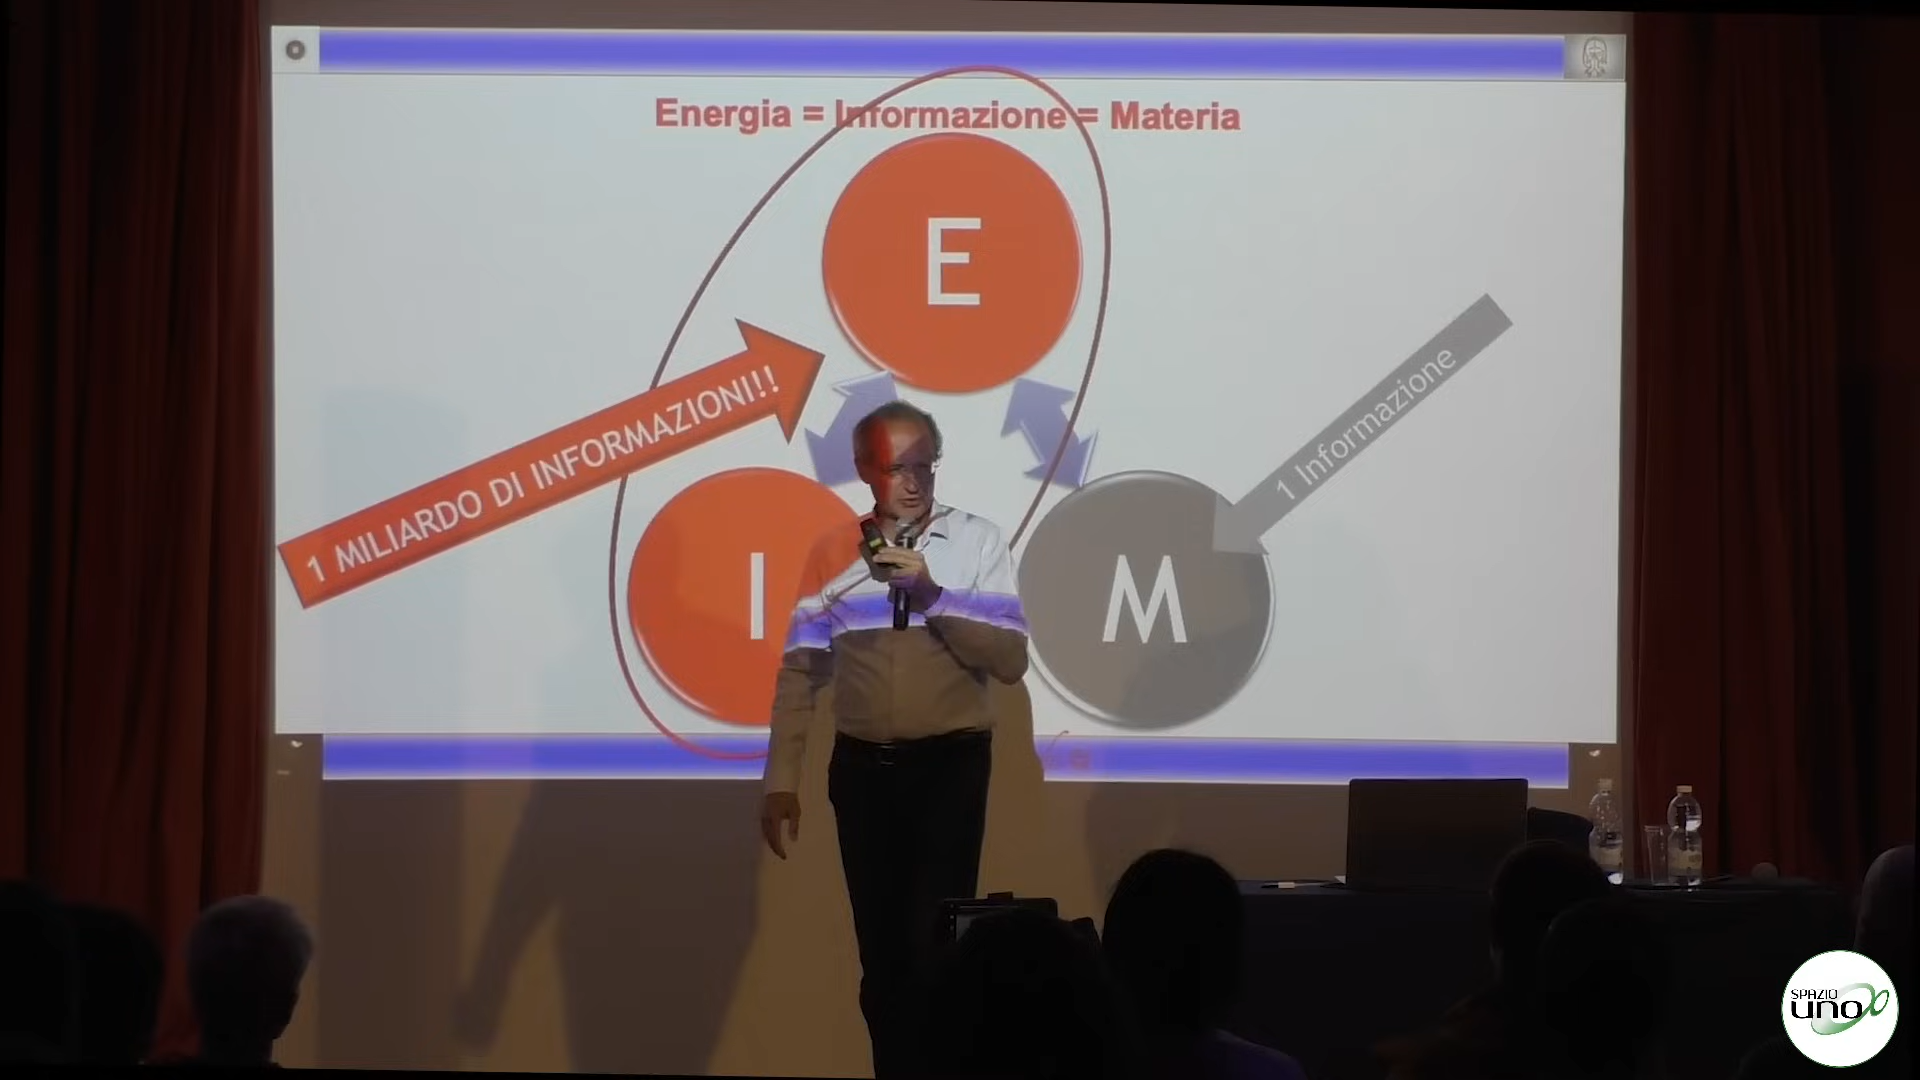 Energia = Informazione = Materia
E
1 MILIARDO DI INFORMAZIONI!!
1 Informazione
I
M
SPAZIO
uno